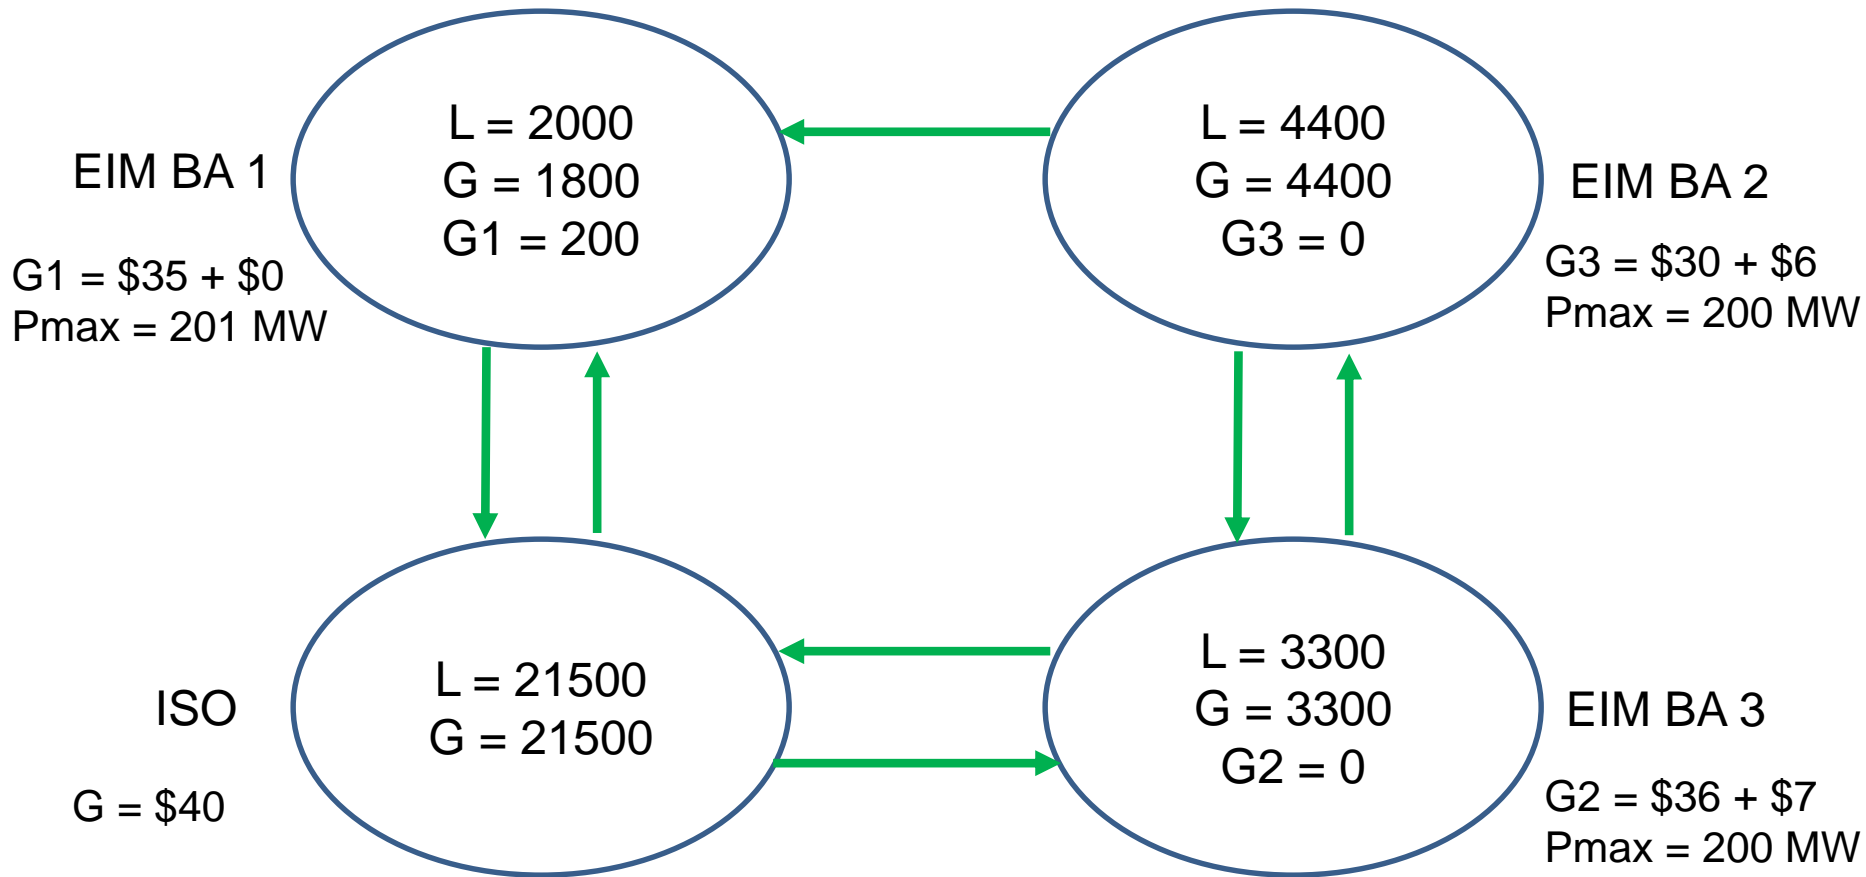 EIM BA 1
G1 = $35 + $0
Pmax = 201 MW
L = 2000
G = 1800
G1 = 200
L = 4400
G = 4400
G3 = 0
EIM BA 2
G3 = $30 + $6
Pmax = 200 MW
ISO
G = $40
L = 21500
G = 21500
L = 3300
G = 3300
G2 = 0
EIM BA 3
G2 = $36 + $7
Pmax = 200 MW